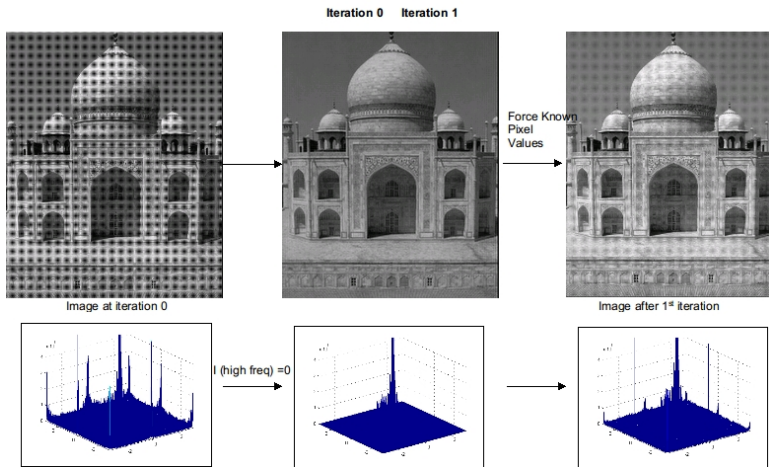 Iteration 0 Iteration 1
Force Known
Pixel
Values
Image at iteration 0
Image after 1st iteration
I (high freq) =0